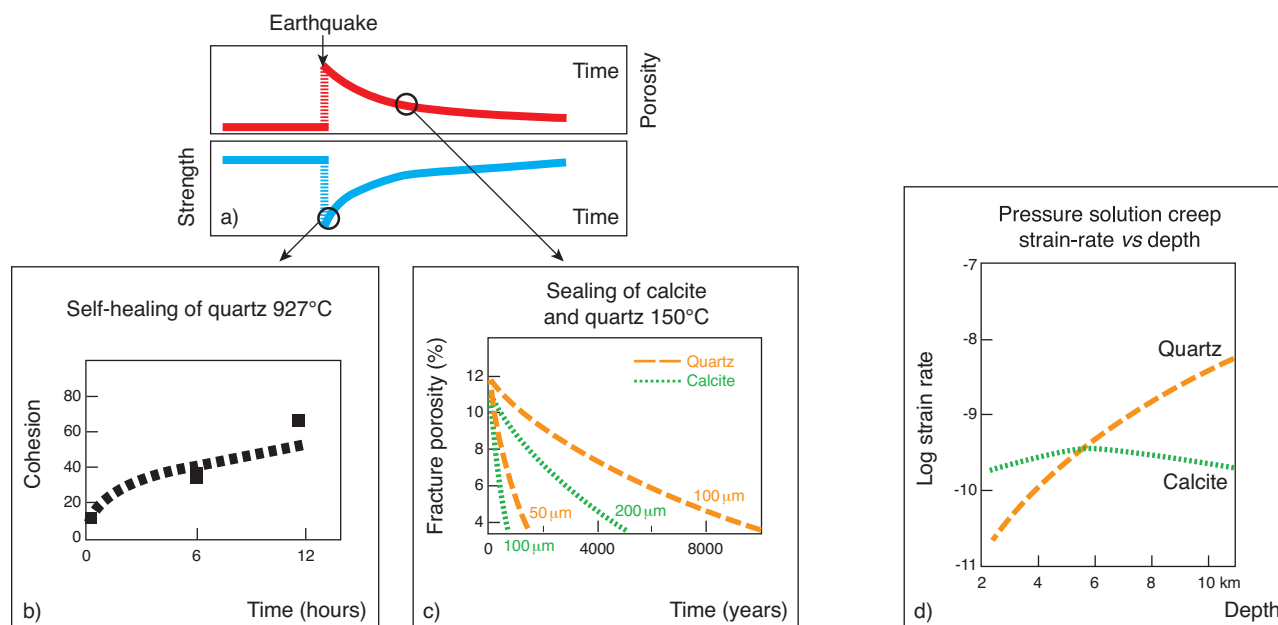 Earthquake
Time
Porosity
Strength
a)
Time
Self-healing of quartz 927°C
Cohesion
80
60
40
20
0
0
6
12
b)
Time (hours)
Sealing of calcite
and quartz 150°C
Fracture porosity (%)
Quartz
Calcite
12
10
8
6
4
50 µm
100 µm
200 µm
100 µm
0
4000
8000
c)
Time (years)
Pressure solution creep
strain-rate vs depth
Log strain rate
-7
-8
-9
-10
-11
Quartz
Calcite
2
4
6
8
10 km
d)
Depth